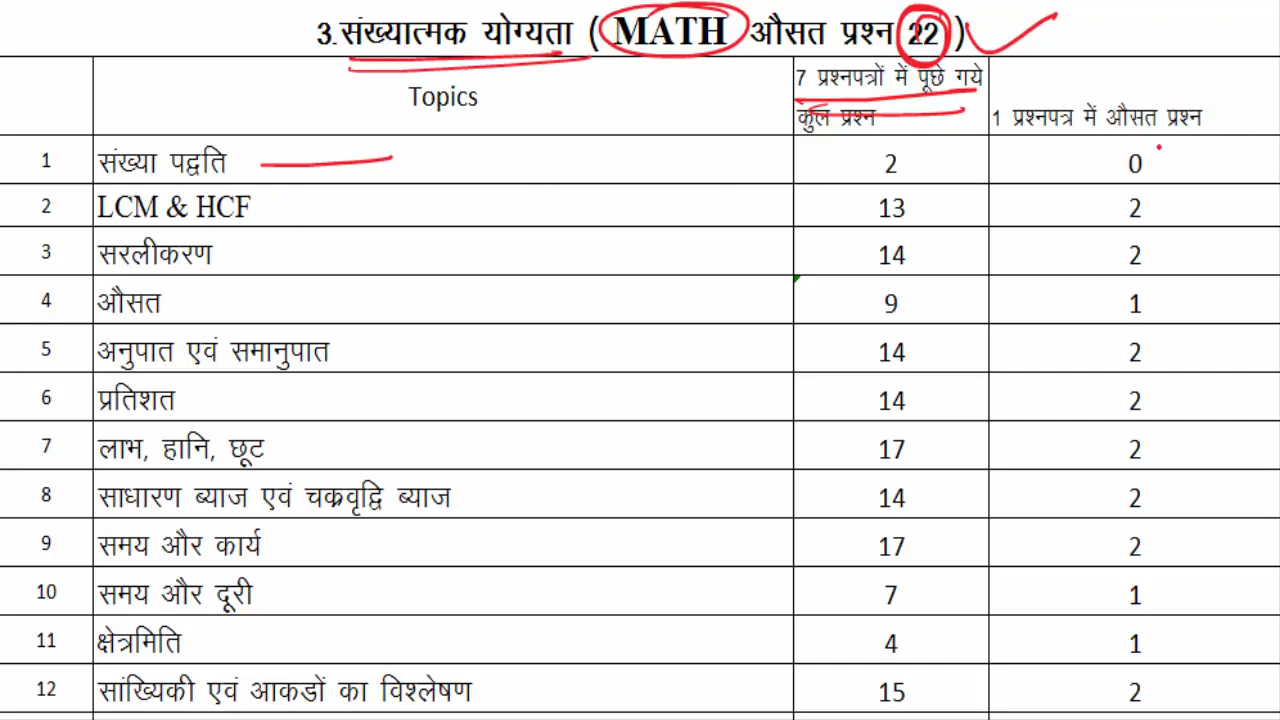 3.संख्यात्मक योग्यता ( MATH औसत प्रश्न 22 )
Topics
7 प्रश्नपत्रों में पूछे गये
कुल प्रश्न
1 प्रश्नपत्र में औसत प्रश्न
1 संख्या पद्वति 2 0
2 LCM & HCF 13 2
3 सरलीकरण 14 2
4 औसत 9 1
5 अनुपात एवं समानुपात 14 2
6 प्रतिशत 14 2
7 लाभ, हानि, छूट 17 2
8 साधारण ब्याज एवं चक्रवृद्वि ब्याज 14 2
9 समय और कार्य 17 2
10 समय और दूरी 7 1
11 क्षेत्रमिति 4 1
12 सांख्यिकी एवं आकडों का विश्लेषण 15 2